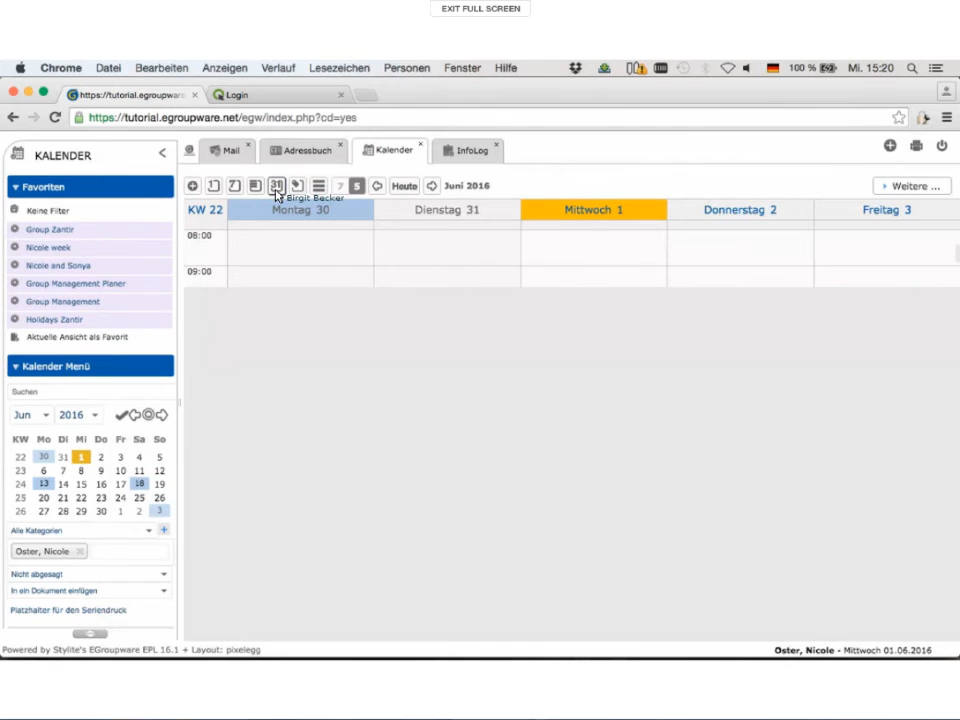 EXIT FULL SCREEN
Chrome Datei Bearbeiten Anzeigen Verlauf Lesezeichen Personen Fenster Hilfe 100 % Mi. 15:20
https://tutorial.egroupware Login
https://tutorial.egroupware.net/egw/index.php?cd=yes
KALENDER Mail Adressbuch Kalender InfoLog
Favoriten 1 7 31 7 5 Heute Juni 2016 Weitere ...
Birgit Becker
Keine Filter KW 22 Montag 30 Dienstag 31 Mittwoch 1 Donnerstag 2 Freitag 3
Group Zantir 08:00
Nicole week
Nicole and Sonya 09:00
Group Management Planer
Group Management
Holidays Zantir
Aktuelle Ansicht als Favorit
Kalender Menü
Suchen
Jun 2016
KW Mo Di Mi Do Fr Sa So
22 30 31 1 2 3 4 5
23 6 7 8 9 10 11 12
24 13 14 15 16 17 18 19
25 20 21 22 23 24 25 26
26 27 28 29 30 1 2 3
Alle Kategorien
Oster, Nicole
Nicht abgesagt
In ein Dokument einfügen
Platzhalter für den Seriendruck
Powered by Stylite's EGroupware EPL 16.1 + Layout: pixelegg Oster, Nicole - Mittwoch 01.06.2016